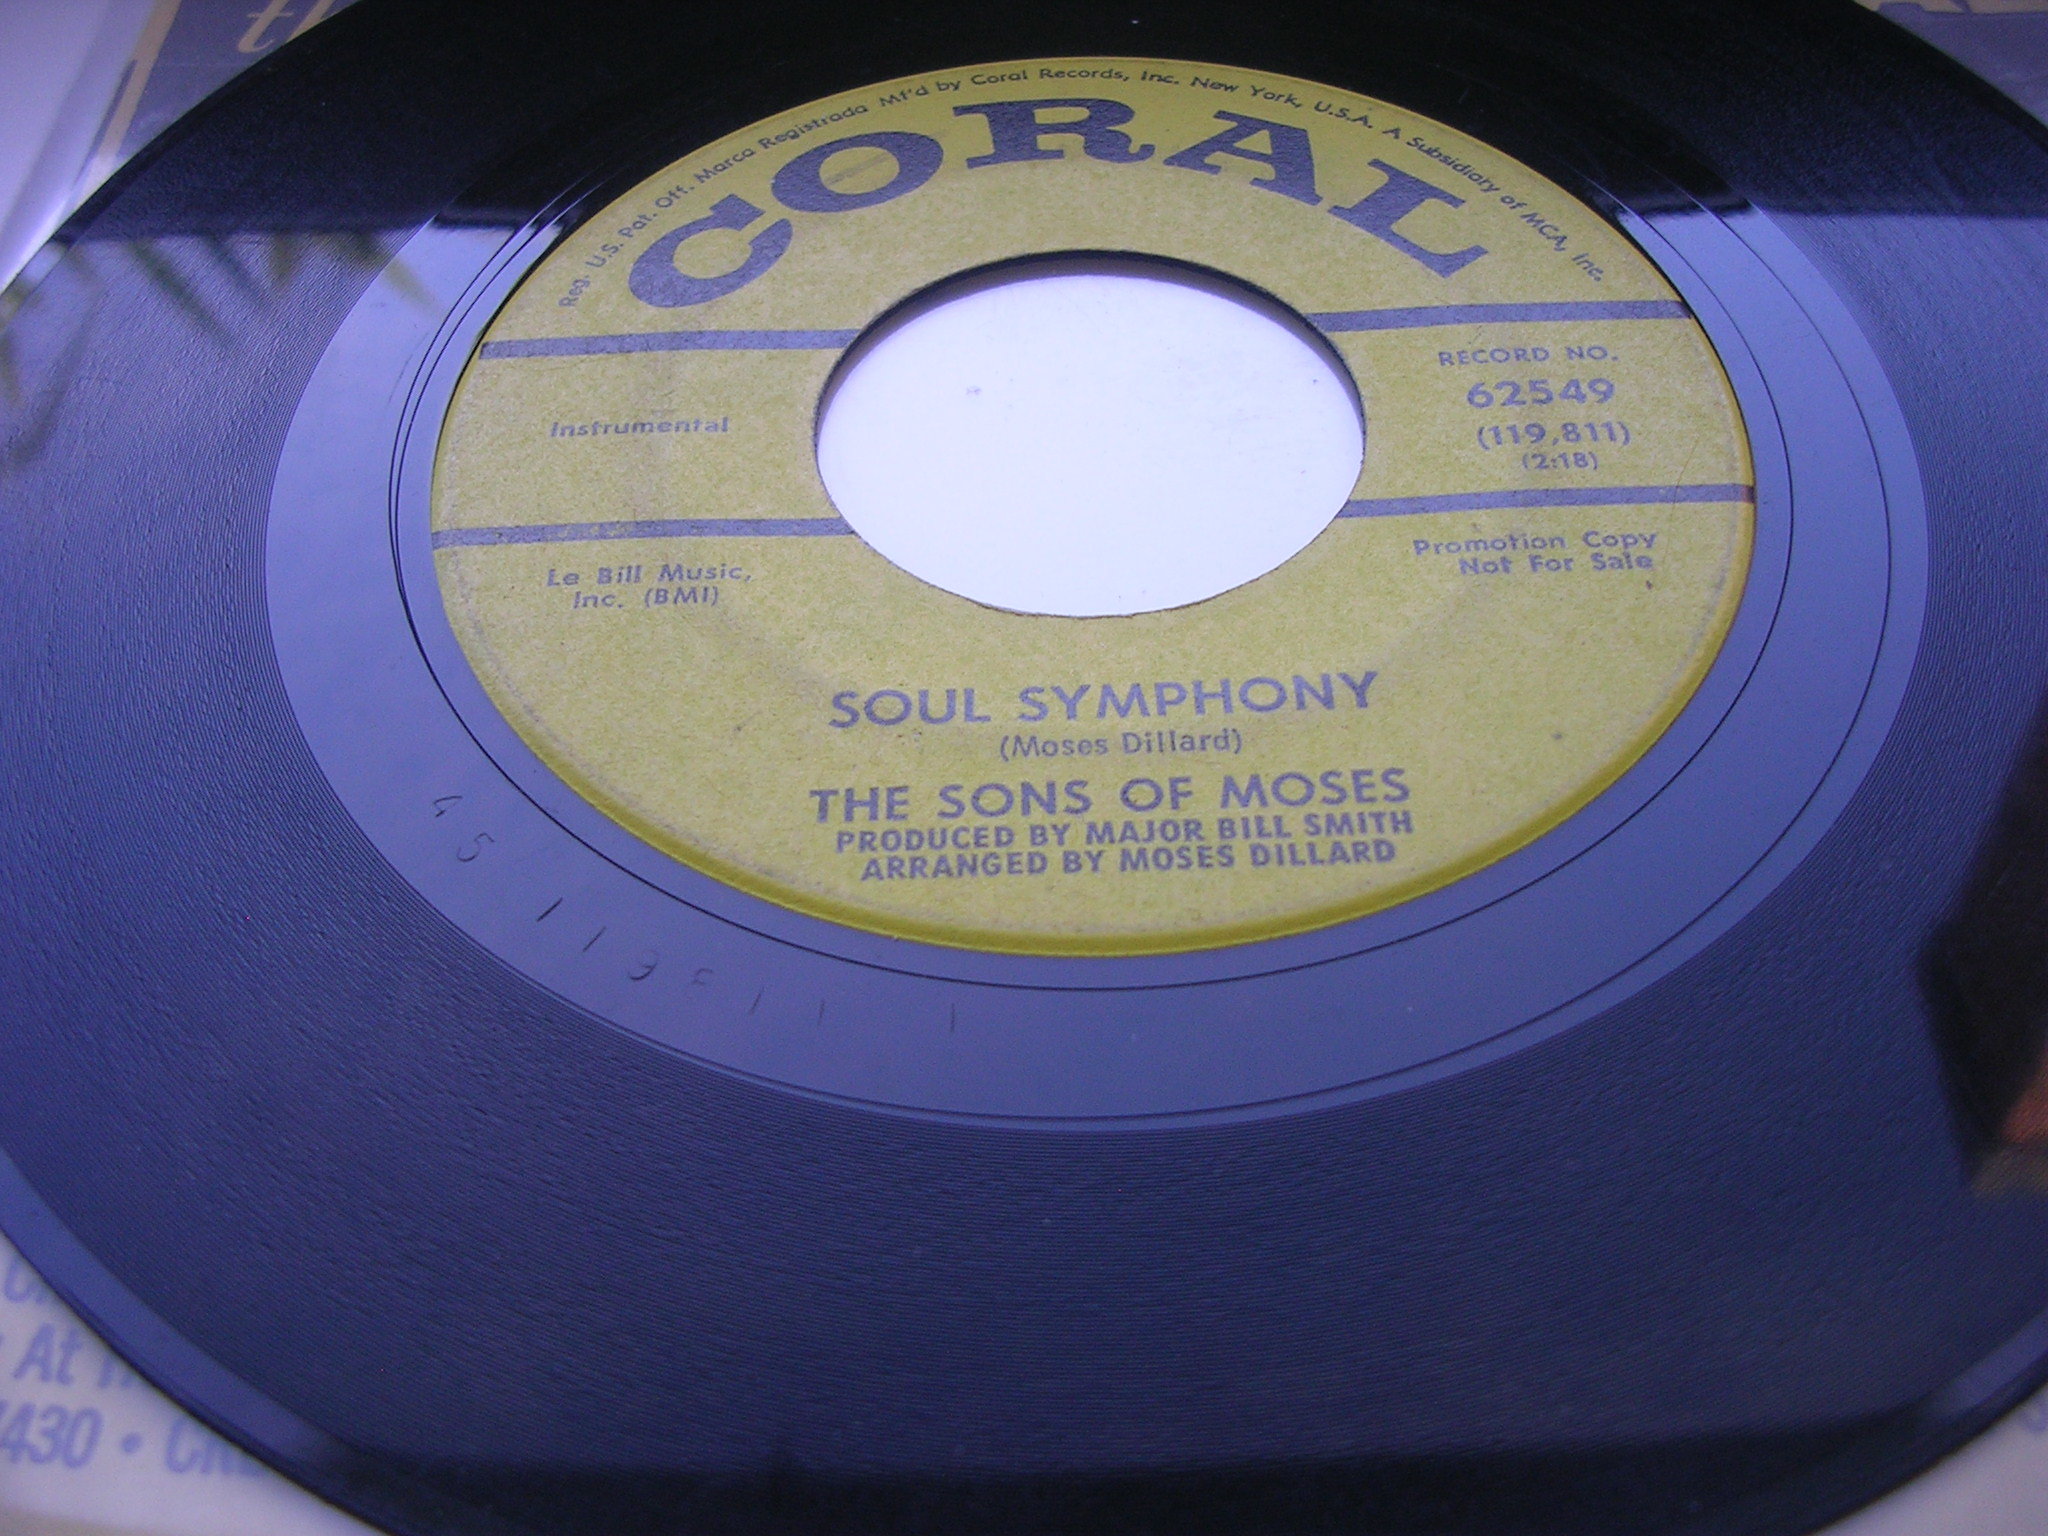 Reg. U.S. Pat. Off. Marca Registrada Mf'd by Coral Records, Inc. New York, U.S.A. A Subsidiary of MCA, Inc.
CORAL
Instrumental
RECORD NO.
62549
(119,811)
(2:18)
Le Bill Music,
Inc. (BMI)
Promotion Copy
Not For Sale
SOUL SYMPHONY
(Moses Dillard)
THE SONS OF MOSES
PRODUCED BY MAJOR BILL SMITH
ARRANGED BY MOSES DILLARD
At